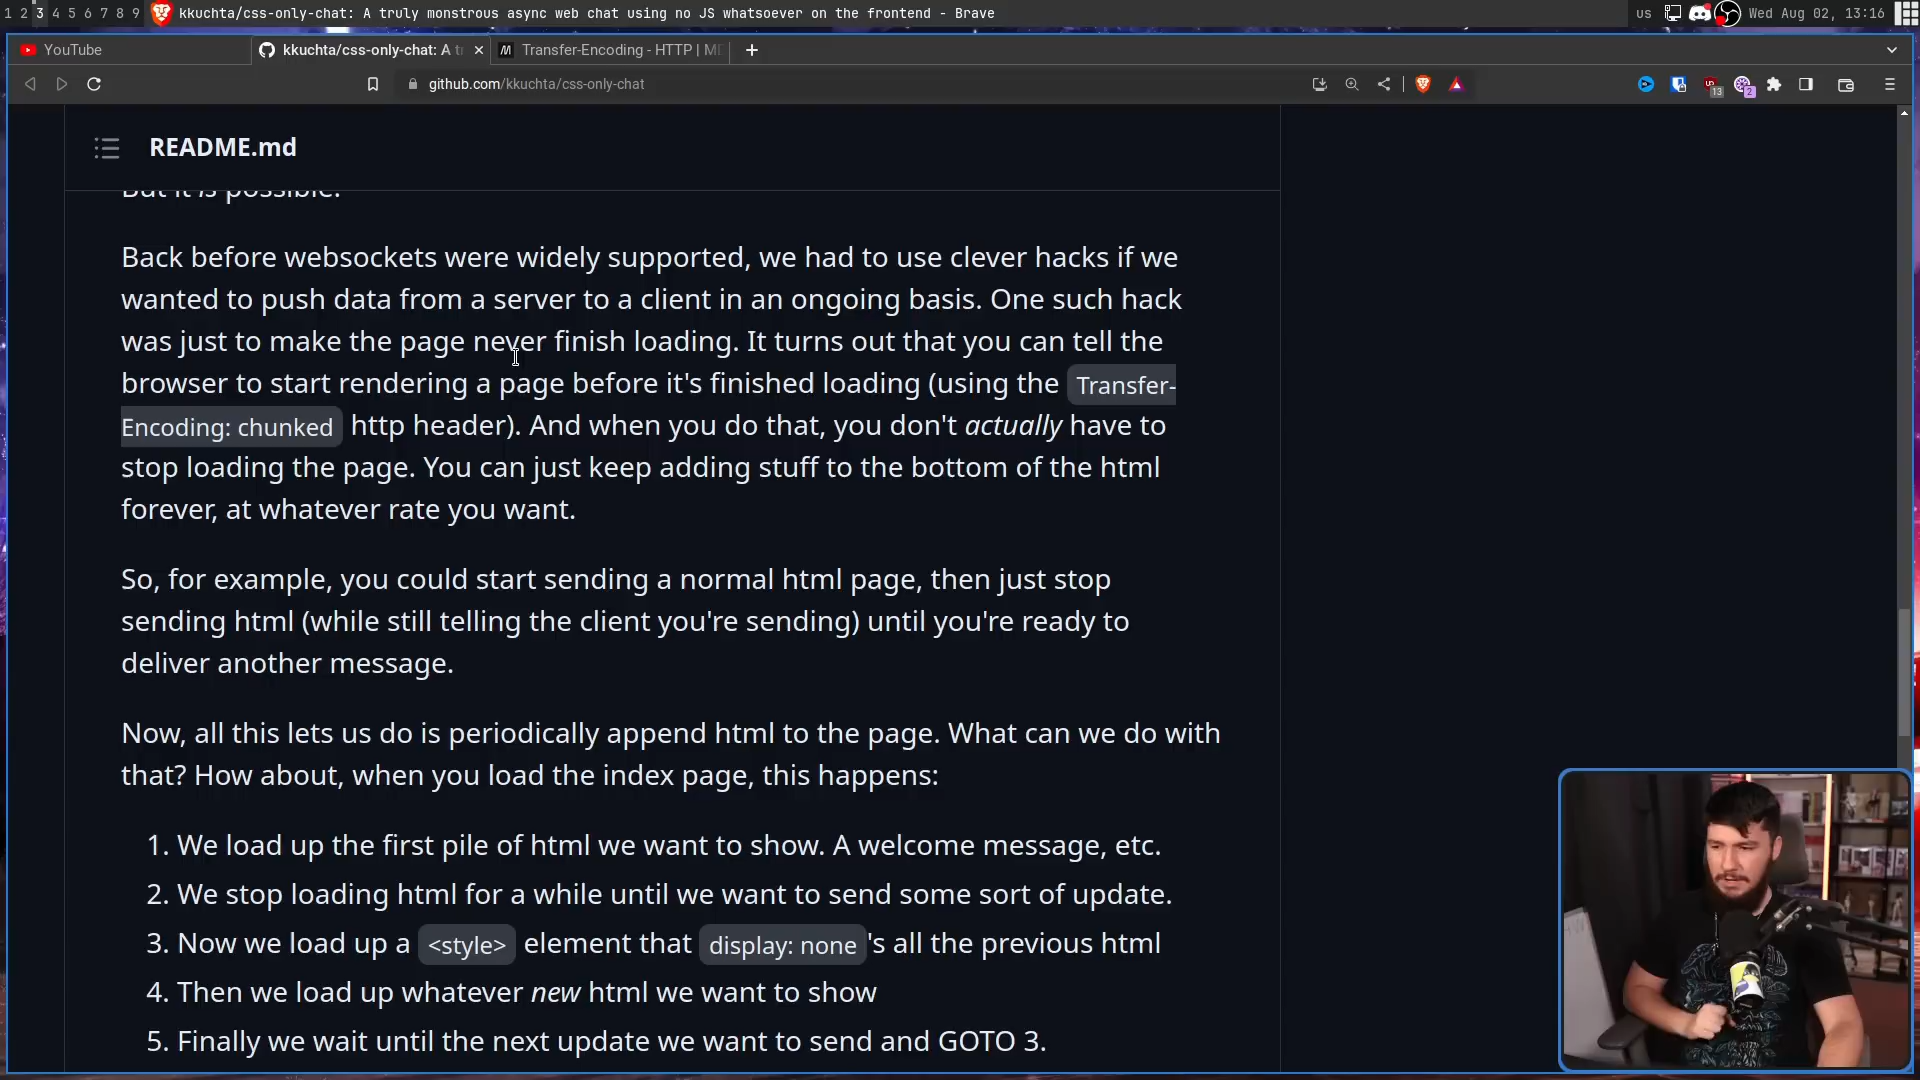 1 2 3 4 5 6 7 8 9 kkuchta/css-only-chat: A truly monstrous async web chat using no JS whatsoever on the frontend - Brave us Wed Aug 02, 13:16
YouTube kkuchta/css-only-chat: A tr Transfer-Encoding - HTTP | MD
github.com/kkuchta/css-only-chat 13 2
README.md
But it is possible.
Back before websockets were widely supported, we had to use clever hacks if we
wanted to push data from a server to a client in an ongoing basis. One such hack
was just to make the page never finish loading. It turns out that you can tell the
browser to start rendering a page before it's finished loading (using the Transfer-
Encoding: chunked http header). And when you do that, you don't actually have to
stop loading the page. You can just keep adding stuff to the bottom of the html
forever, at whatever rate you want.
So, for example, you could start sending a normal html page, then just stop
sending html (while still telling the client you're sending) until you're ready to
deliver another message.
Now, all this lets us do is periodically append html to the page. What can we do with
that? How about, when you load the index page, this happens:
1. We load up the first pile of html we want to show. A welcome message, etc.
2. We stop loading html for a while until we want to send some sort of update.
3. Now we load up a <style> element that display: none 's all the previous html
4. Then we load up whatever new html we want to show
5. Finally we wait until the next update we want to send and GOTO 3.